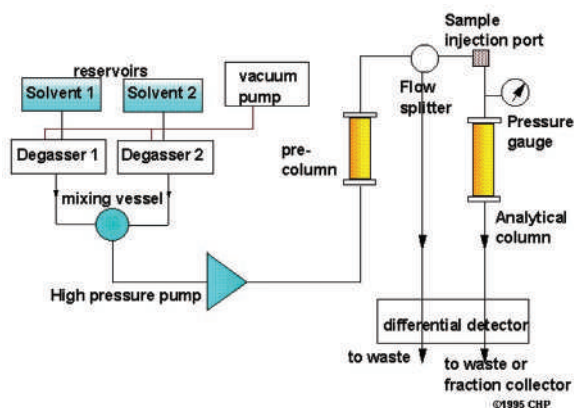 Sample
injection port
reservoirs
Solvent 1
Solvent 2
vacuum
pump
Flow
splitter
Degasser 1
Degasser 2
pre-
column
Pressure
gauge
mixing vessel
Analytical
column
High pressure pump
differential detector
to waste
to waste or
fraction collector
©1995 CHP